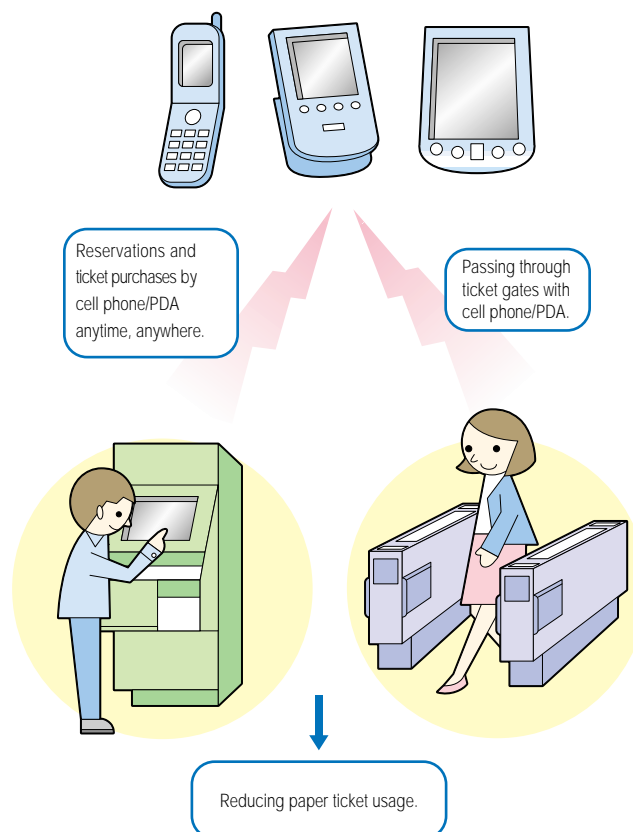 Reservations and
ticket purchases by
cell phone/PDA
anytime, anywhere.
Passing through
ticket gates with
cell phone/PDA.
Reducing paper ticket usage.